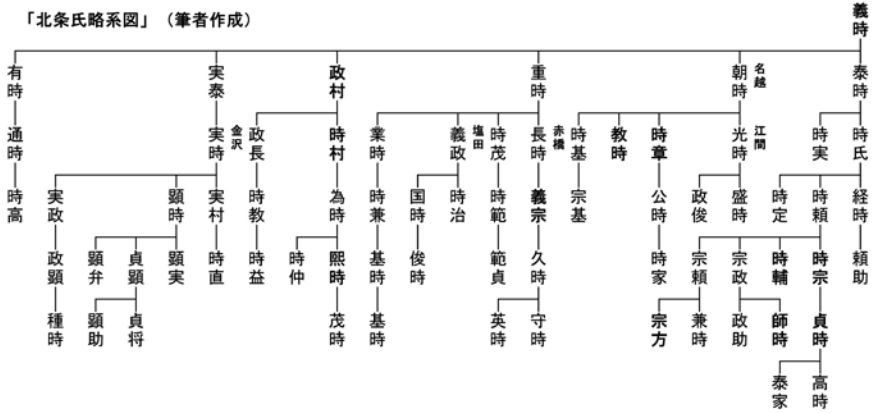 「北条氏略系図」（筆者作成）
義時
泰時
朝時
名越
重時
政村
実泰
有時
時氏
時実
光時
江間
時章
教時
時基
長時
赤橋
時茂
義政
塩田
業時
時村
政長
実時
金沢
通時
経時
時頼
時定
盛時
政俊
公時
宗基
義宗
時範
時治
国時
時兼
為時
時教
実村
顕時
実政
時高
頼助
時宗
時輔
宗政
宗頼
時家
久時
範貞
俊時
基時
熙時
時仲
時益
時直
顕実
貞顕
顕弁
政顕
貞時
師時
政助
兼時
宗方
守時
英時
基時
茂時
貞将
顕助
種時
高時
泰家